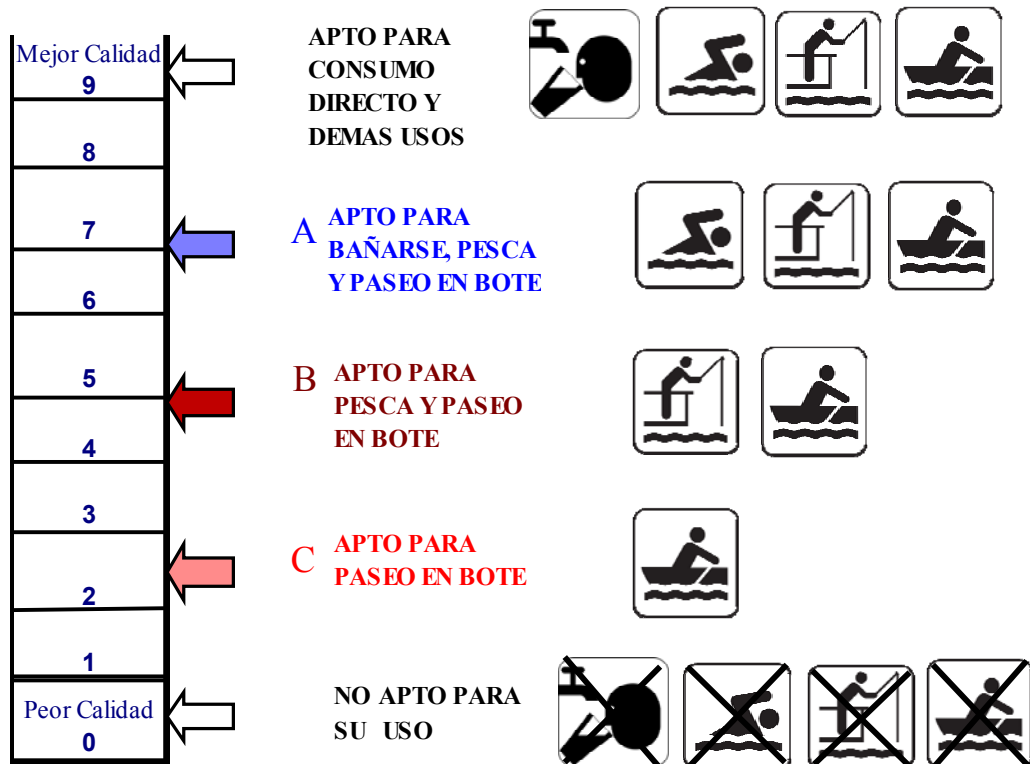 Mejor Calidad
9
APTO PARA
CONSUMO
DIRECTO Y
DEMAS USOS
8
7
A
APTO PARA
BAÑARSE, PESCA
Y PASEO EN BOTE
6
5
B
APTO PARA
PESCA Y PASEO
EN BOTE
4
3
C
APTO PARA
PASEO EN BOTE
2
1
Peor Calidad
0
NO APTO PARA
SU USO